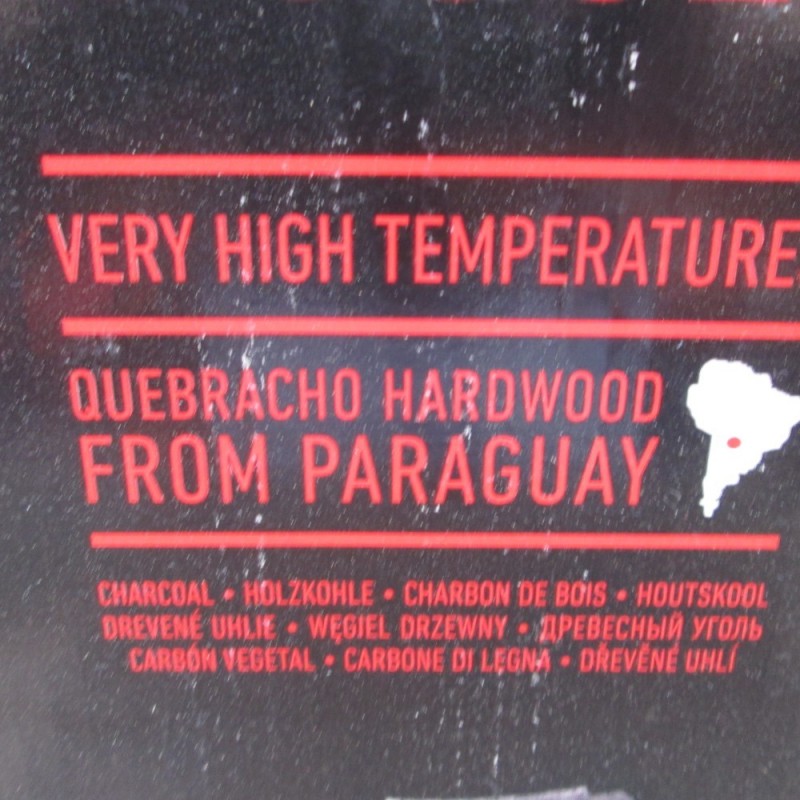 VERY HIGH TEMPERATURE
QUEBRACHO HARDWOOD
FROM PARAGUAY
CHARCOAL • HOLZKOHLE • CHARBON DE BOIS • HOUTSKOOL
DREVENÉ UHLIE • WĘGIEL DRZEWNY • ДРЕВЕСНЫЙ УГОЛЬ
CARBÓN VEGETAL • CARBONE DI LEGNA • DŘEVĚNÉ UHLÍ